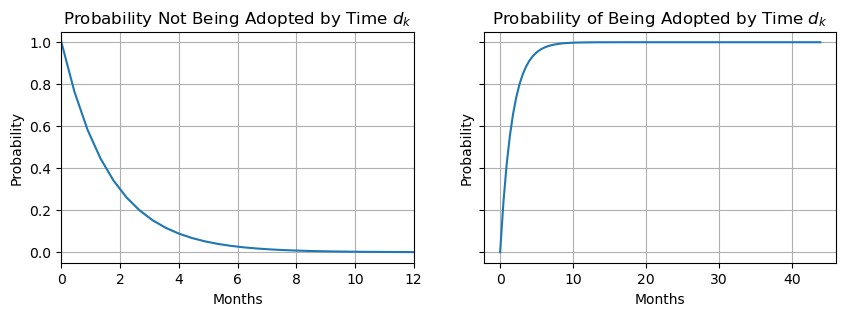 Probability Not Being Adopted by Time dₖ
Probability
1.0
0.8
0.6
0.4
0.2
0.0
0 2 4 6 8 10 12
Months
Probability of Being Adopted by Time dₖ
Probability
0 10 20 30 40
Months